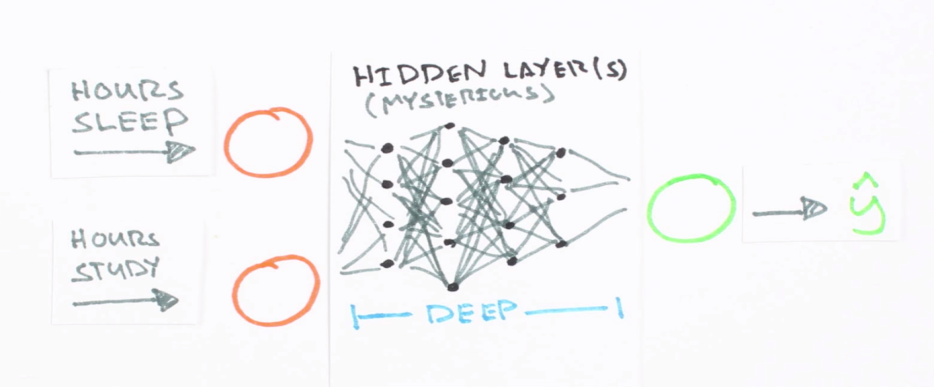 HOURS
SLEEP
HOURS
STUDY
HIDDEN LAYER(S)
(MYSTERIOUS)
DEEP
ŷ